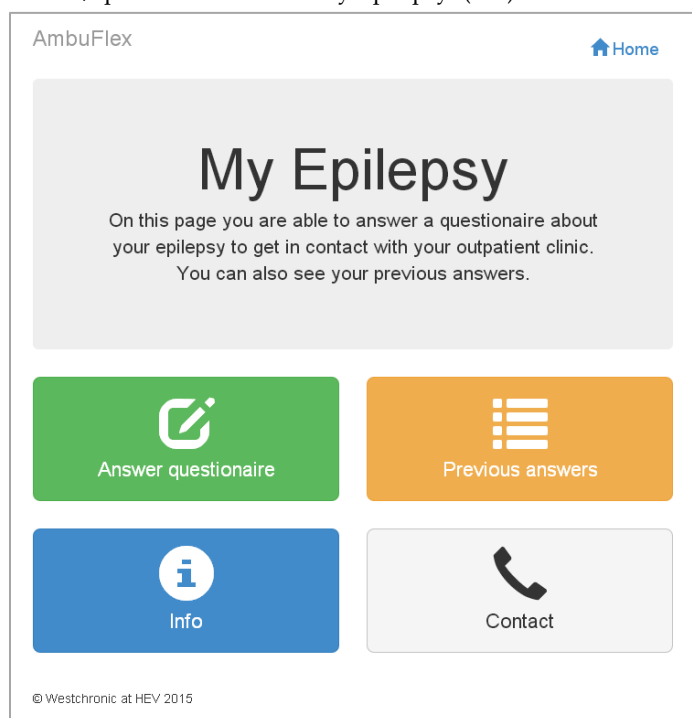 AmbuFlex
Home
My Epilepsy
On this page you are able to answer a questionaire about
your epilepsy to get in contact with your outpatient clinic.
You can also see your previous answers.
Answer questionaire
Previous answers
Info
Contact
© Westchronic at HEV 2015